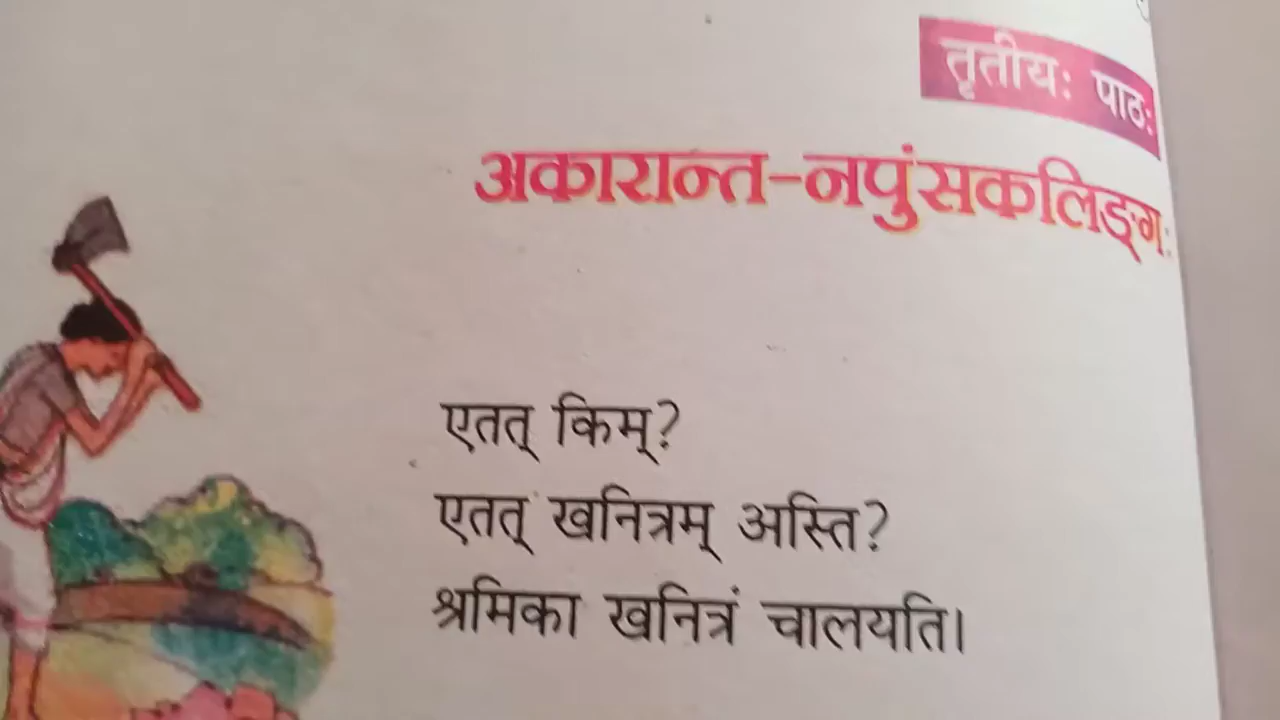 तृतीयः पाठः
अकारान्त-नपुंसकलिङ्गः
एतत् किम्?
एतत् खनित्रम् अस्ति?
श्रमिका खनित्रं चालयति।